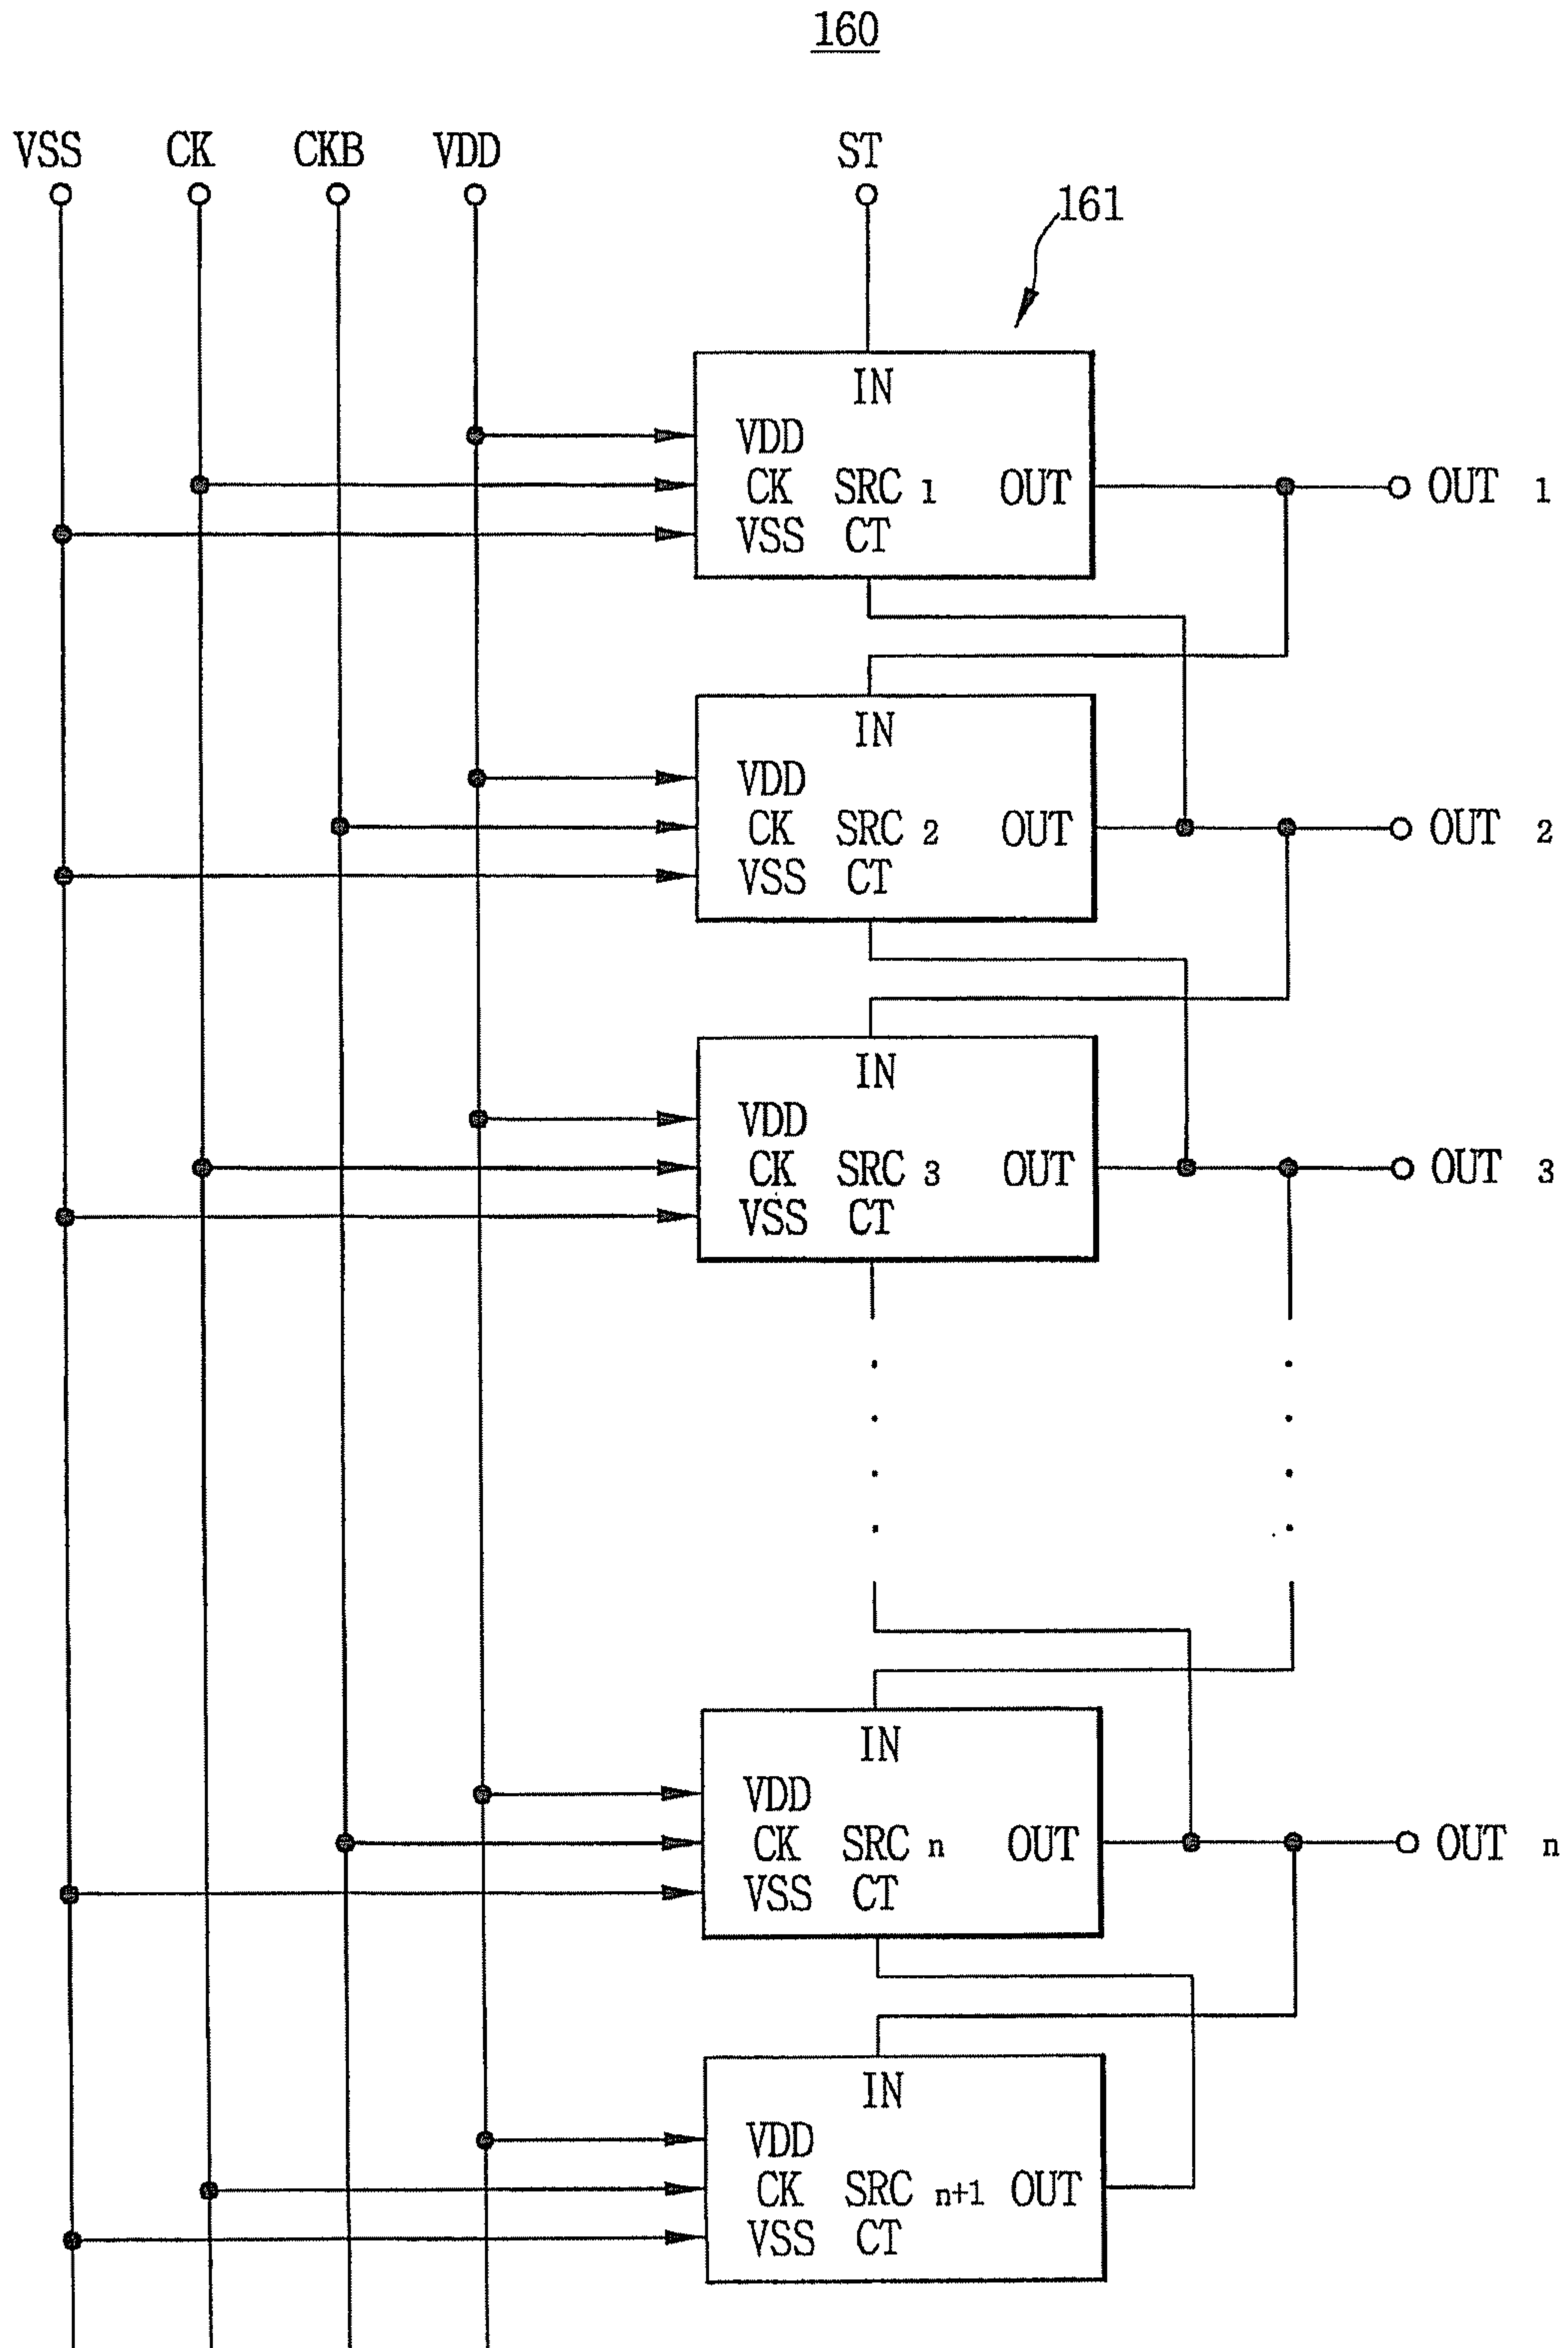 160
VSS CK CKB VDD ST
161
IN
VDD
CK SRC 1 OUT OUT 1
VSS CT
IN
VDD
CK SRC 2 OUT OUT 2
VSS CT
IN
VDD
CK SRC 3 OUT OUT 3
VSS CT
IN
VDD
CK SRC n OUT OUT n
VSS CT
IN
VDD
CK SRC n+1 OUT
VSS CT